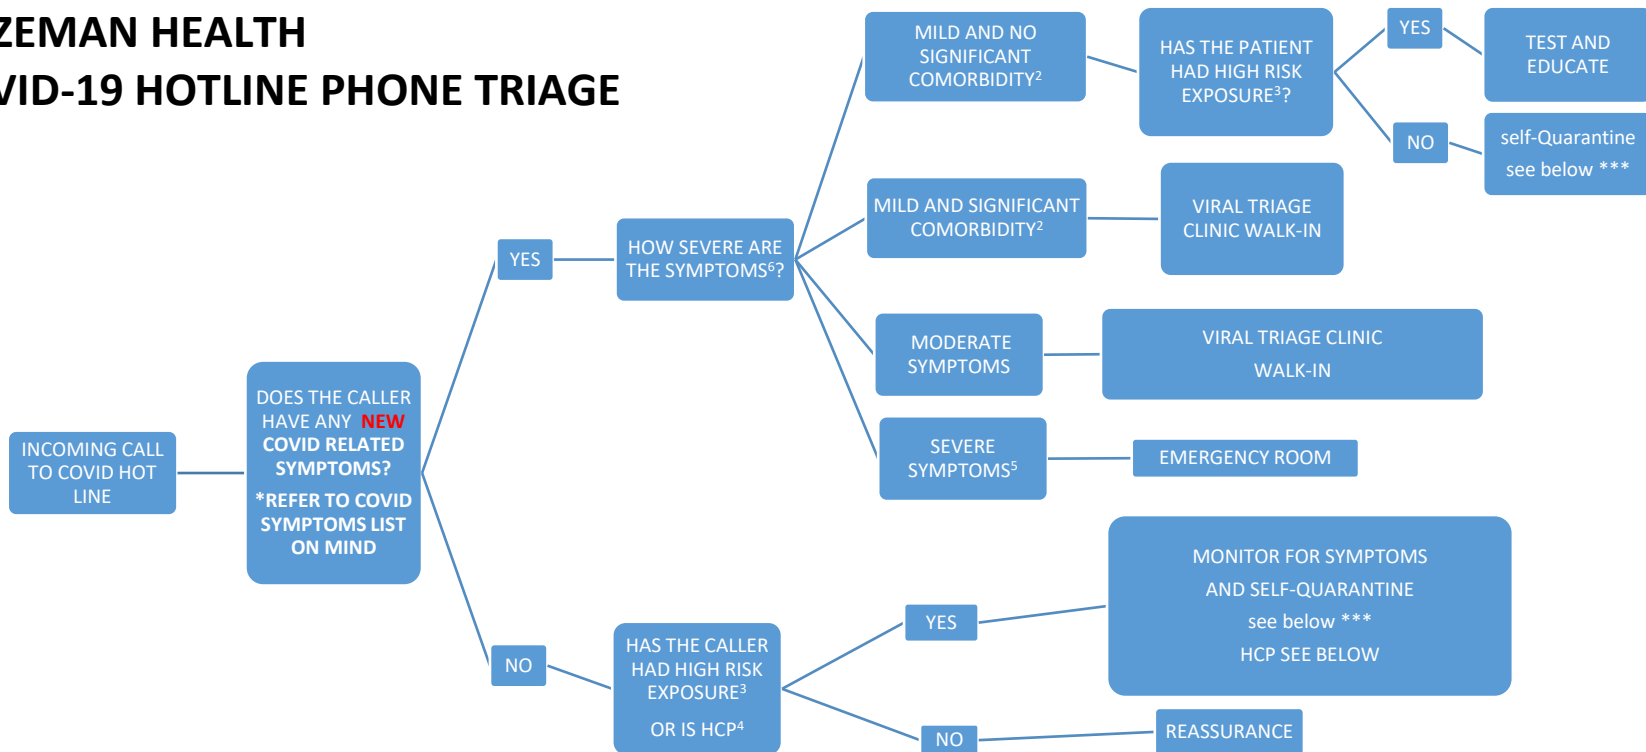 ZEMAN HEALTH
VID-19 HOTLINE PHONE TRIAGE
INCOMING CALL
TO COVID HOT
LINE
DOES THE CALLER
HAVE ANY NEW
COVID RELATED
SYMPTOMS?
*REFER TO COVID
SYMPTOMS LIST
ON MIND
YES
HOW SEVERE ARE
THE SYMPTOMS⁶?
MILD AND NO
SIGNIFICANT
COMORBIDITY²
HAS THE PATIENT
HAD HIGH RISK
EXPOSURE³?
YES
TEST AND
EDUCATE
NO
self-Quarantine
see below ***
MILD AND SIGNIFICANT
COMORBIDITY²
VIRAL TRIAGE
CLINIC WALK-IN
MODERATE
SYMPTOMS
VIRAL TRIAGE CLINIC
WALK-IN
SEVERE
SYMPTOMS⁵
EMERGENCY ROOM
NO
HAS THE CALLER
HAD HIGH RISK
EXPOSURE³
OR IS HCP⁴
YES
MONITOR FOR SYMPTOMS
AND SELF-QUARANTINE
see below ***
HCP SEE BELOW
NO
REASSURANCE